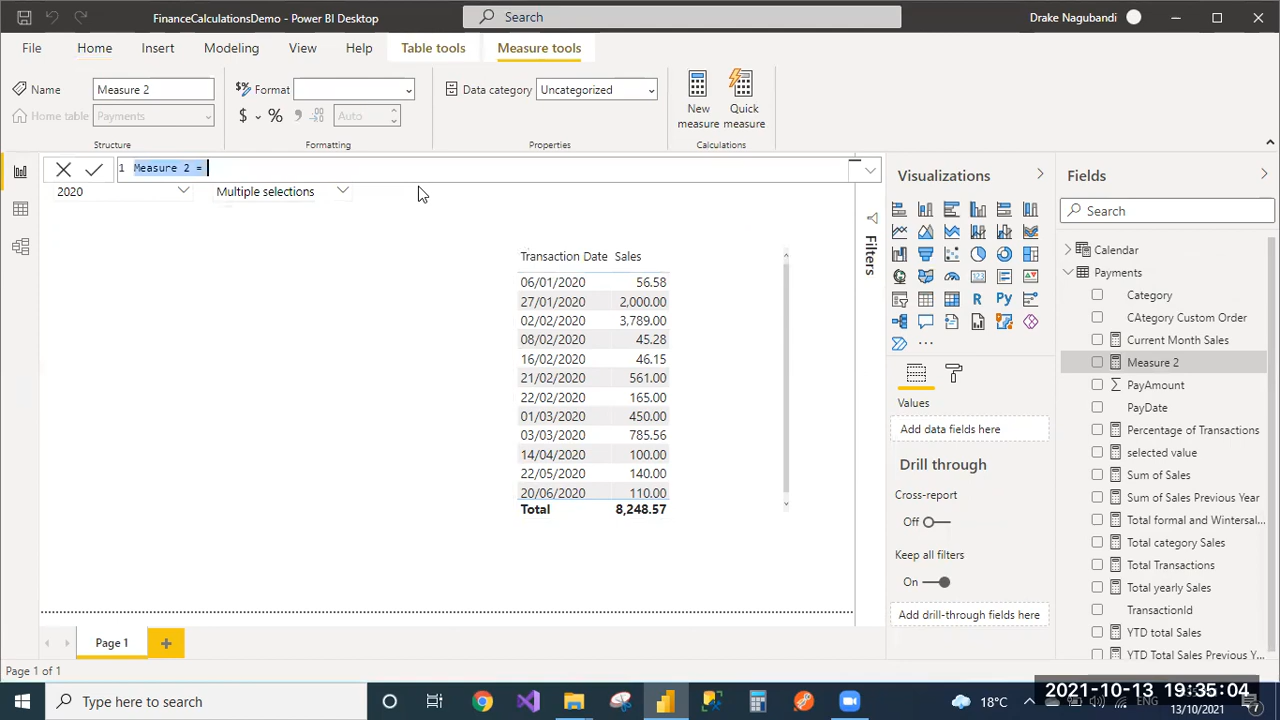 FinanceCalculationsDemo - Power BI Desktop
Search
Drake Nagubandi
File
Home
Insert
Modeling
View
Help
Table tools
Measure tools
Name
Measure 2
Home table
Payments
Structure
Format
$
%
Auto
Formatting
Data category
Uncategorized
Properties
New measure
Quick measure
Calculations
1 Measure 2 =
2020
Multiple selections
Transaction Date Sales
06/01/2020 56.58
27/01/2020 2,000.00
02/02/2020 3,789.00
08/02/2020 45.28
16/02/2020 46.15
21/02/2020 561.00
22/02/2020 165.00
01/03/2020 450.00
03/03/2020 785.56
14/04/2020 100.00
22/05/2020 140.00
20/06/2020 110.00
Total 8,248.57
Filters
Visualizations
R
Py
Values
Add data fields here
Drill through
Cross-report
Off
Keep all filters
On
Add drill-through fields here
Fields
Search
Calendar
Payments
Category
CAtegory Custom Order
Current Month Sales
Measure 2
PayAmount
PayDate
Percentage of Transactions
selected value
Sum of Sales
Sum of Sales Previous Year
Total formal and Wintersal...
Total category Sales
Total Transactions
Total yearly Sales
TransactionId
YTD total Sales
YTD Total Sales Previous Y...
Page 1
Page 1 of 1
Type here to search
18°C
ENG
2021-10-13 19:35:04
13/10/2021